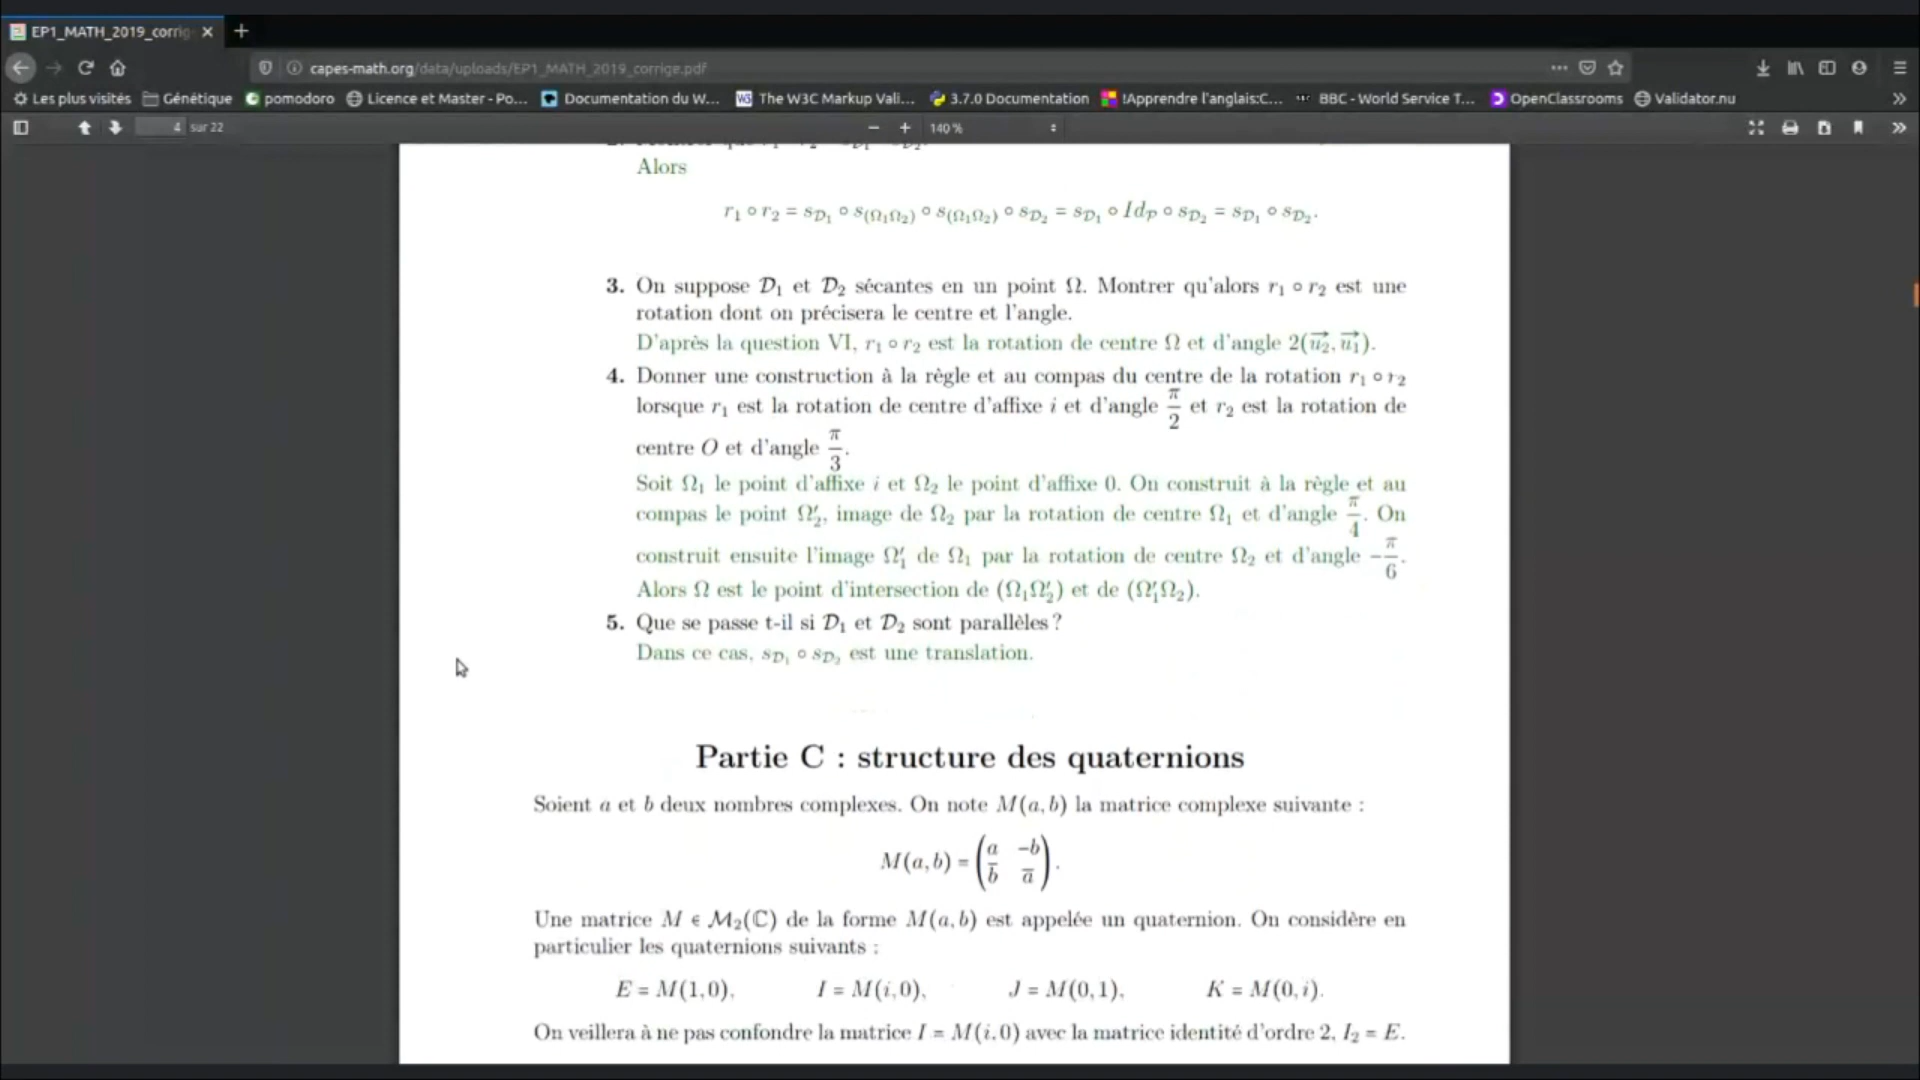 EP1_MATH_2019_corrig
capes-math.org/data/uploads/EP1_MATH_2019_corrige.pdf
Les plus visités Génétique pomodoro Licence et Master - Po... Documentation du W... The W3C Markup Vali... 3.7.0 Documentation !Apprendre l'anglais:C... BBC - World Service T... OpenClassrooms Validator.nu
4 sur 22 140 %
Alors
r₁ ∘ r₂ = s_{𝒟₁} ∘ s_{(Ω₁Ω₂)} ∘ s_{(Ω₁Ω₂)} ∘ s_{𝒟₂} = s_{𝒟₁} ∘ Id_𝒫 ∘ s_{𝒟₂} = s_{𝒟₁} ∘ s_{𝒟₂}.
3. On suppose 𝒟₁ et 𝒟₂ sécantes en un point Ω. Montrer qu'alors r₁ ∘ r₂ est une
rotation dont on précisera le centre et l'angle.
D'après la question VI, r₁ ∘ r₂ est la rotation de centre Ω et d'angle 2(u₂⃗, u₁⃗).
4. Donner une construction à la règle et au compas du centre de la rotation r₁ ∘ r₂
lorsque r₁ est la rotation de centre d'affixe i et d'angle π/2 et r₂ est la rotation de
centre O et d'angle π/3.
Soit Ω₁ le point d'affixe i et Ω₂ le point d'affixe 0. On construit à la règle et au
compas le point Ω₂′, image de Ω₂ par la rotation de centre Ω₁ et d'angle π/4. On
construit ensuite l'image Ω₁′ de Ω₁ par la rotation de centre Ω₂ et d'angle −π/6.
Alors Ω est le point d'intersection de (Ω₁Ω₂′) et de (Ω₁′Ω₂).
5. Que se passe t-il si 𝒟₁ et 𝒟₂ sont parallèles ?
Dans ce cas, s_{𝒟₁} ∘ s_{𝒟₂} est une translation.
Partie C : structure des quaternions
Soient a et b deux nombres complexes. On note M(a, b) la matrice complexe suivante :
M(a, b) = (a −b
b̄ ā).
Une matrice M ∈ ℳ₂(ℂ) de la forme M(a, b) est appelée un quaternion. On considère en
particulier les quaternions suivants :
E = M(1, 0), I = M(i, 0), J = M(0, 1), K = M(0, i).
On veillera à ne pas confondre la matrice I = M(i, 0) avec la matrice identité d'ordre 2, I₂ = E.